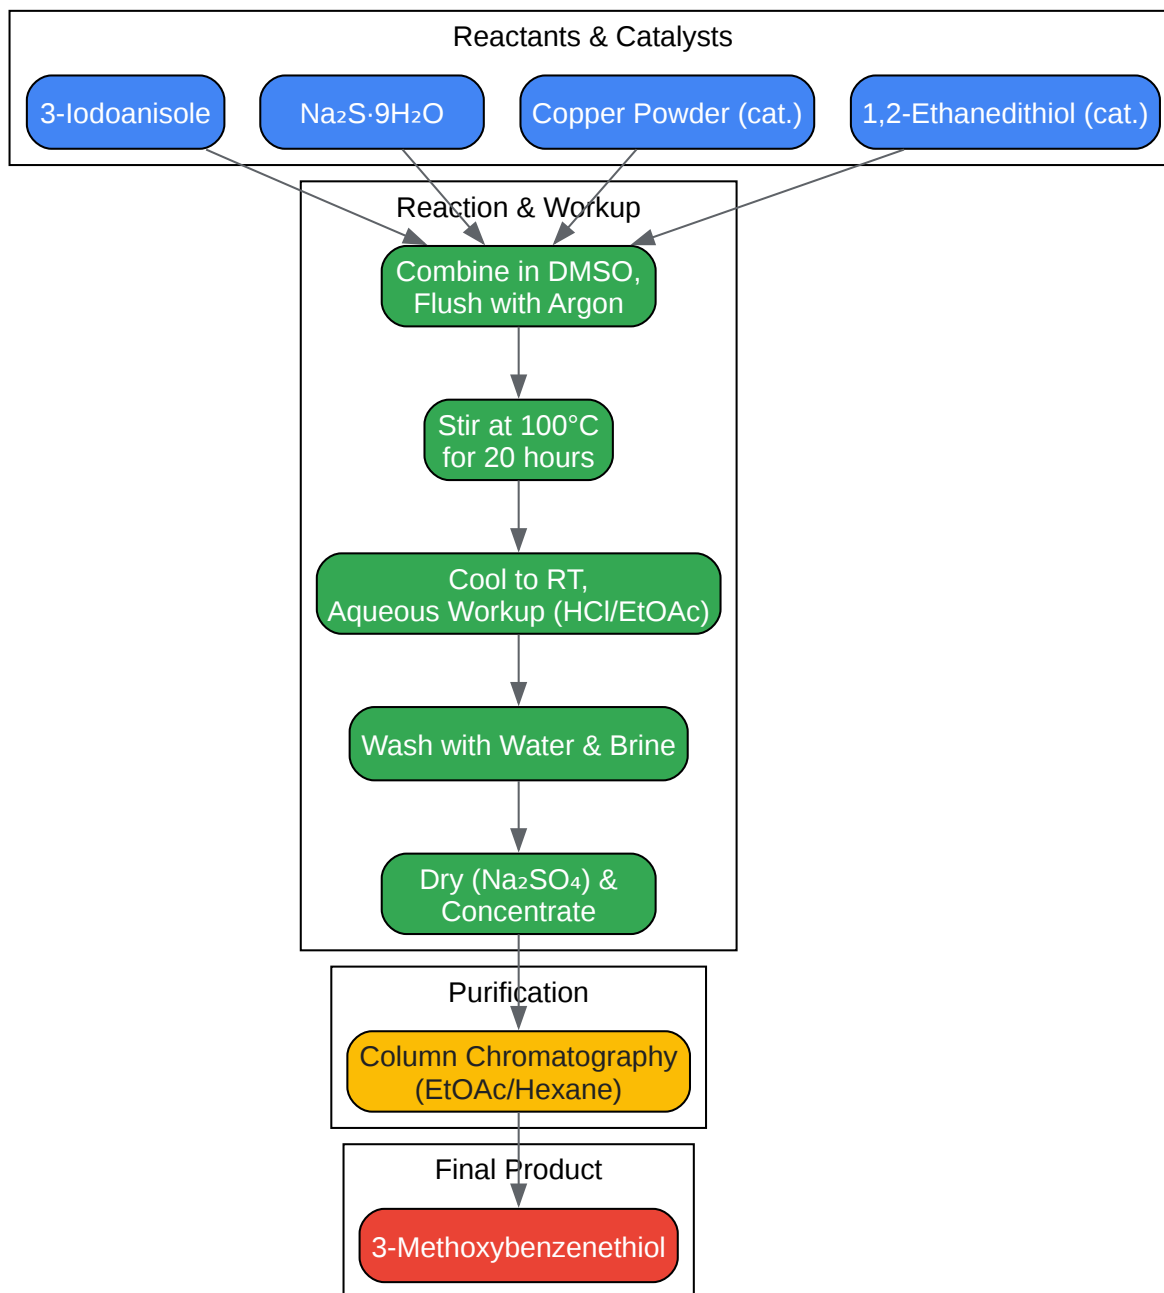 Reactants & Catalysts
3-Iodoanisole
Na₂S·9H₂O
Copper Powder (cat.)
1,2-Ethanedithiol (cat.)
Reaction & Workup
Combine in DMSO,
Flush with Argon
Stir at 100°C
for 20 hours
Cool to RT,
Aqueous Workup (HCl/EtOAc)
Wash with Water & Brine
Dry (Na₂SO₄) &
Concentrate
Purification
Column Chromatography
(EtOAc/Hexane)
Final Product
3-Methoxybenzenethiol